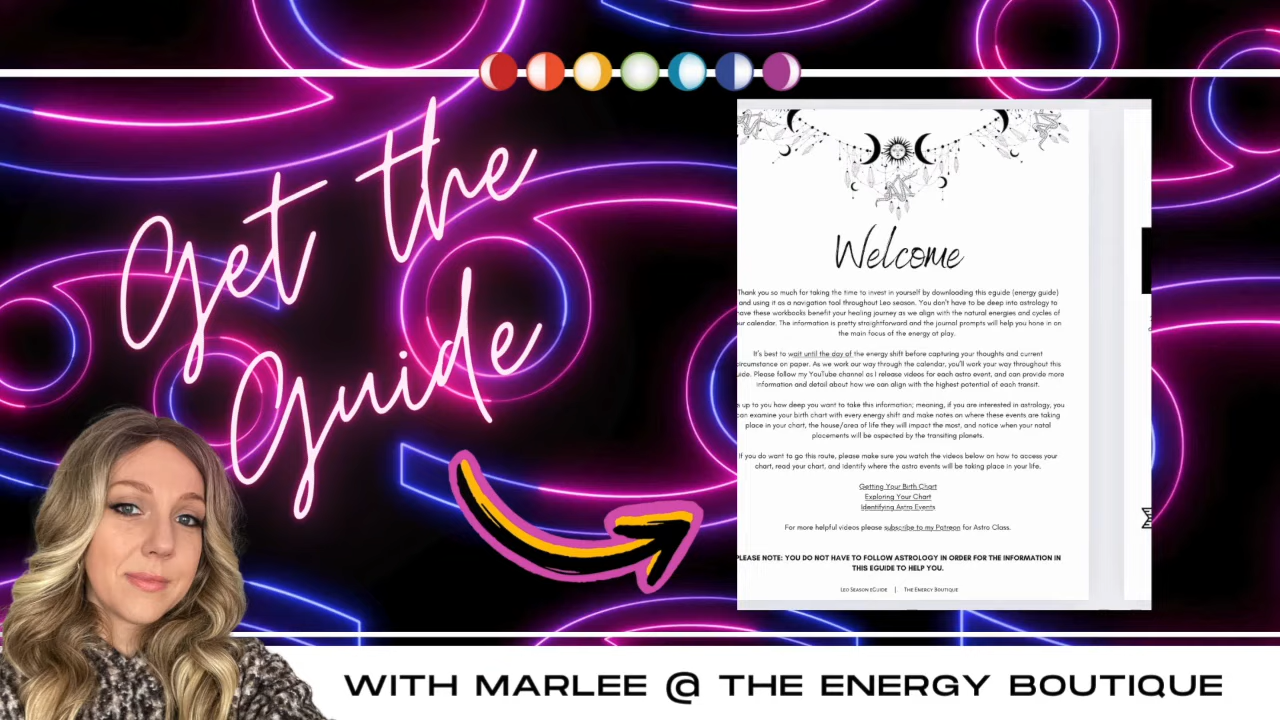 Get the
Guide
Welcome
Thank you so much for taking the time to invest in yourself by downloading this eguide (energy guide)
and using it as a navigation tool throughout Leo season. You don't have to be deep into astrology to
have these workbooks benefit your healing journey as we align with the natural energies and cycles of
ur calendar. The information is pretty straightforward and the journal prompts will help you hone in on
the main focus of the energy at play.
It's best to wait until the day of the energy shift before capturing your thoughts and current
circumstance on paper. As we work our way through the calendar, you'll work your way throughout this
uide. Please follow my YouTube channel as I release videos for each astro event, and can provide more
information and detail about how we can align with the highest potential of each transit.
s up to you how deep you want to take this information; meaning, if you are interested in astrology, you
can examine your birth chart with every energy shift and make notes on where these events are taking
place in your chart, the house/area of life they will impact the most, and notice when your natal
placements will be aspected by the transiting planets.
If you do want to go this route, please make sure you watch the videos below on how to access your
chart, read your chart, and identify where the astro events will be taking place in your life.
Getting Your Birth Chart
Exploring Your Chart
Identifying Astro Events
For more helpful videos please subscribe to my Patreon for Astro Class.
PLEASE NOTE: YOU DO NOT HAVE TO FOLLOW ASTROLOGY IN ORDER FOR THE INFORMATION IN
THIS EGUIDE TO HELP YOU.
Leo Season eGuide | The Energy Boutique
WITH MARLEE @ THE ENERGY BOUTIQUE